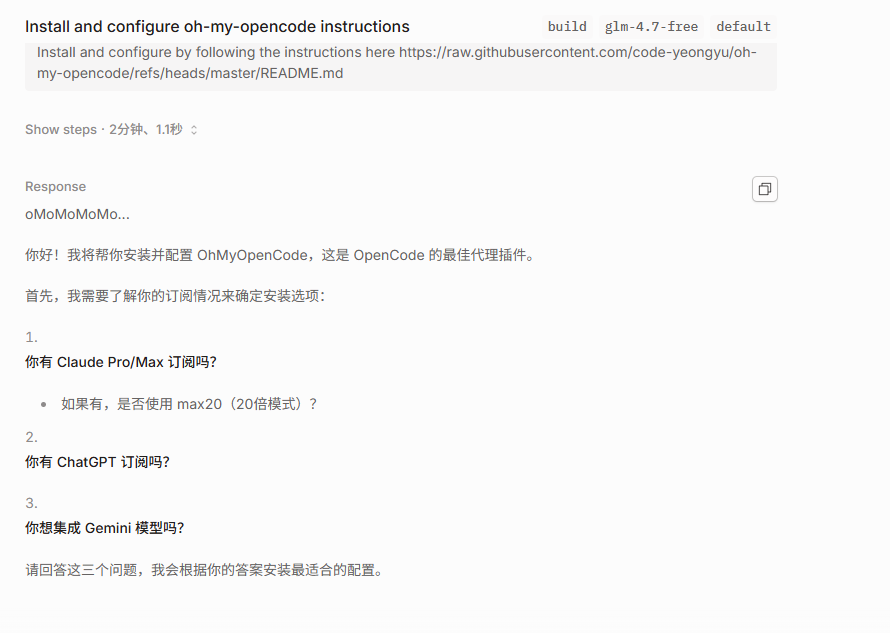 Install and configure oh-my-opencode instructions
build glm-4.7-free default
Install and configure by following the instructions here https://raw.githubusercontent.com/code-yeongyu/oh-
my-opencode/refs/heads/master/README.md
Show steps · 2分钟、1.1秒
Response
oMoMoMoMo...
你好！我将帮你安装并配置 OhMyOpenCode，这是 OpenCode 的最佳代理插件。
首先，我需要了解你的订阅情况来确定安装选项：
1.
你有 Claude Pro/Max 订阅吗？
• 如果有，是否使用 max20（20倍模式）？
2.
你有 ChatGPT 订阅吗？
3.
你想集成 Gemini 模型吗？
请回答这三个问题，我会根据你的答案安装最适合的配置。